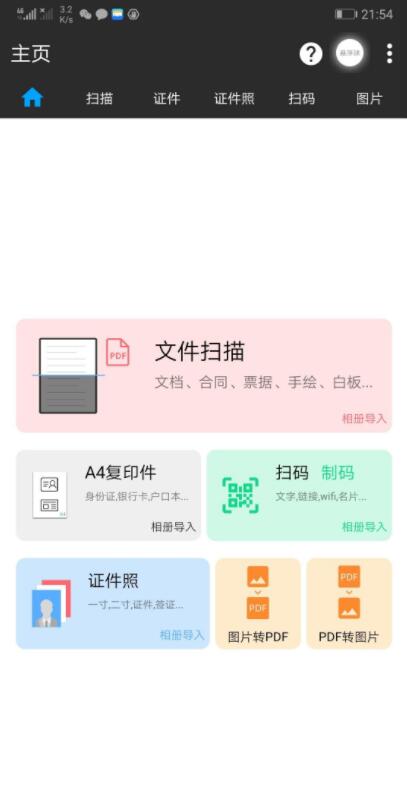 3.2
K/s
21:54
主页
?
悬浮球
扫描 证件 证件照 扫码 图片
PDF
文件扫描
文档、合同、票据、手绘、白板...
相册导入
A4复印件
身份证,银行卡,户口本...
相册导入
扫码 制码
文字,链接,wifi,名片...
相册导入
证件照
一寸,二寸,证件,签证...
相册导入
PDF
图片转PDF
PDF
PDF转图片